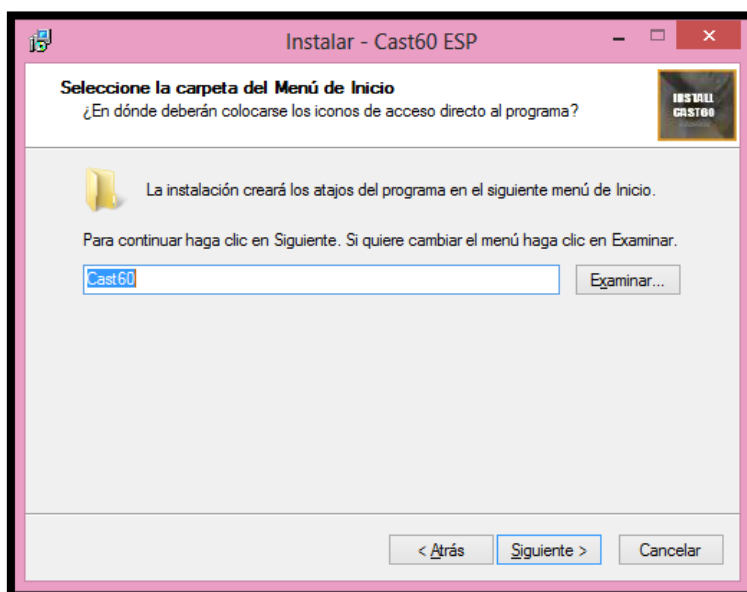 Instalar - Cast60 ESP
Seleccione la carpeta del Menú de Inicio
¿En dónde deberán colocarse los iconos de acceso directo al programa?
INSTALL
CAST60
La instalación creará los atajos del programa en el siguiente menú de Inicio.
Para continuar haga clic en Siguiente. Si quiere cambiar el menú haga clic en Examinar.
Cast60
Examinar...
< Atrás
Siguiente >
Cancelar